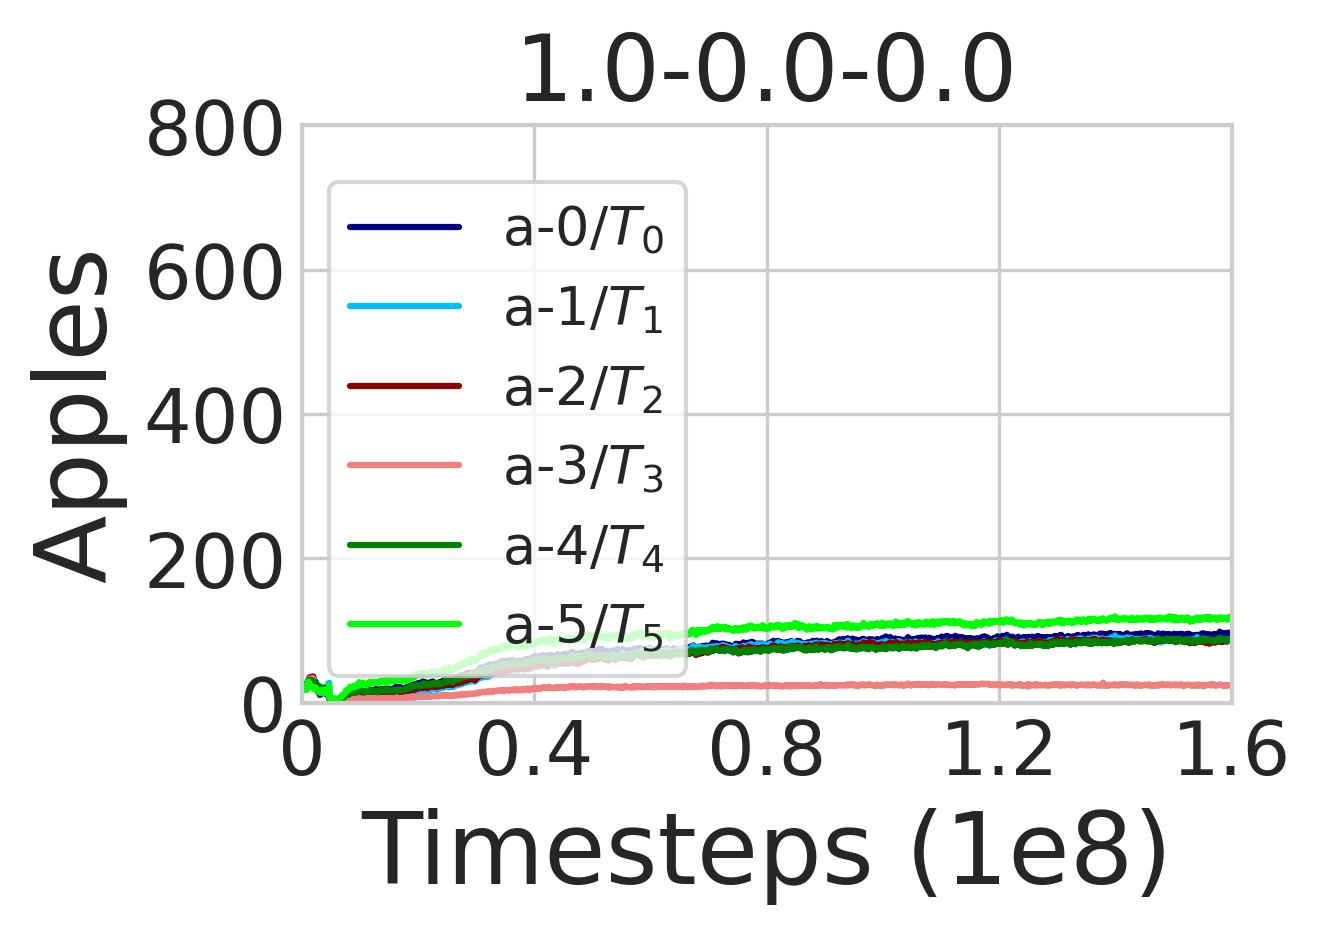 1.0-0.0-0.0
800
600
400
200
0
Apples
a-0/T₀
a-1/T₁
a-2/T₂
a-3/T₃
a-4/T₄
a-5/T₅
0 0.4 0.8 1.2 1.6
Timesteps (1e8)